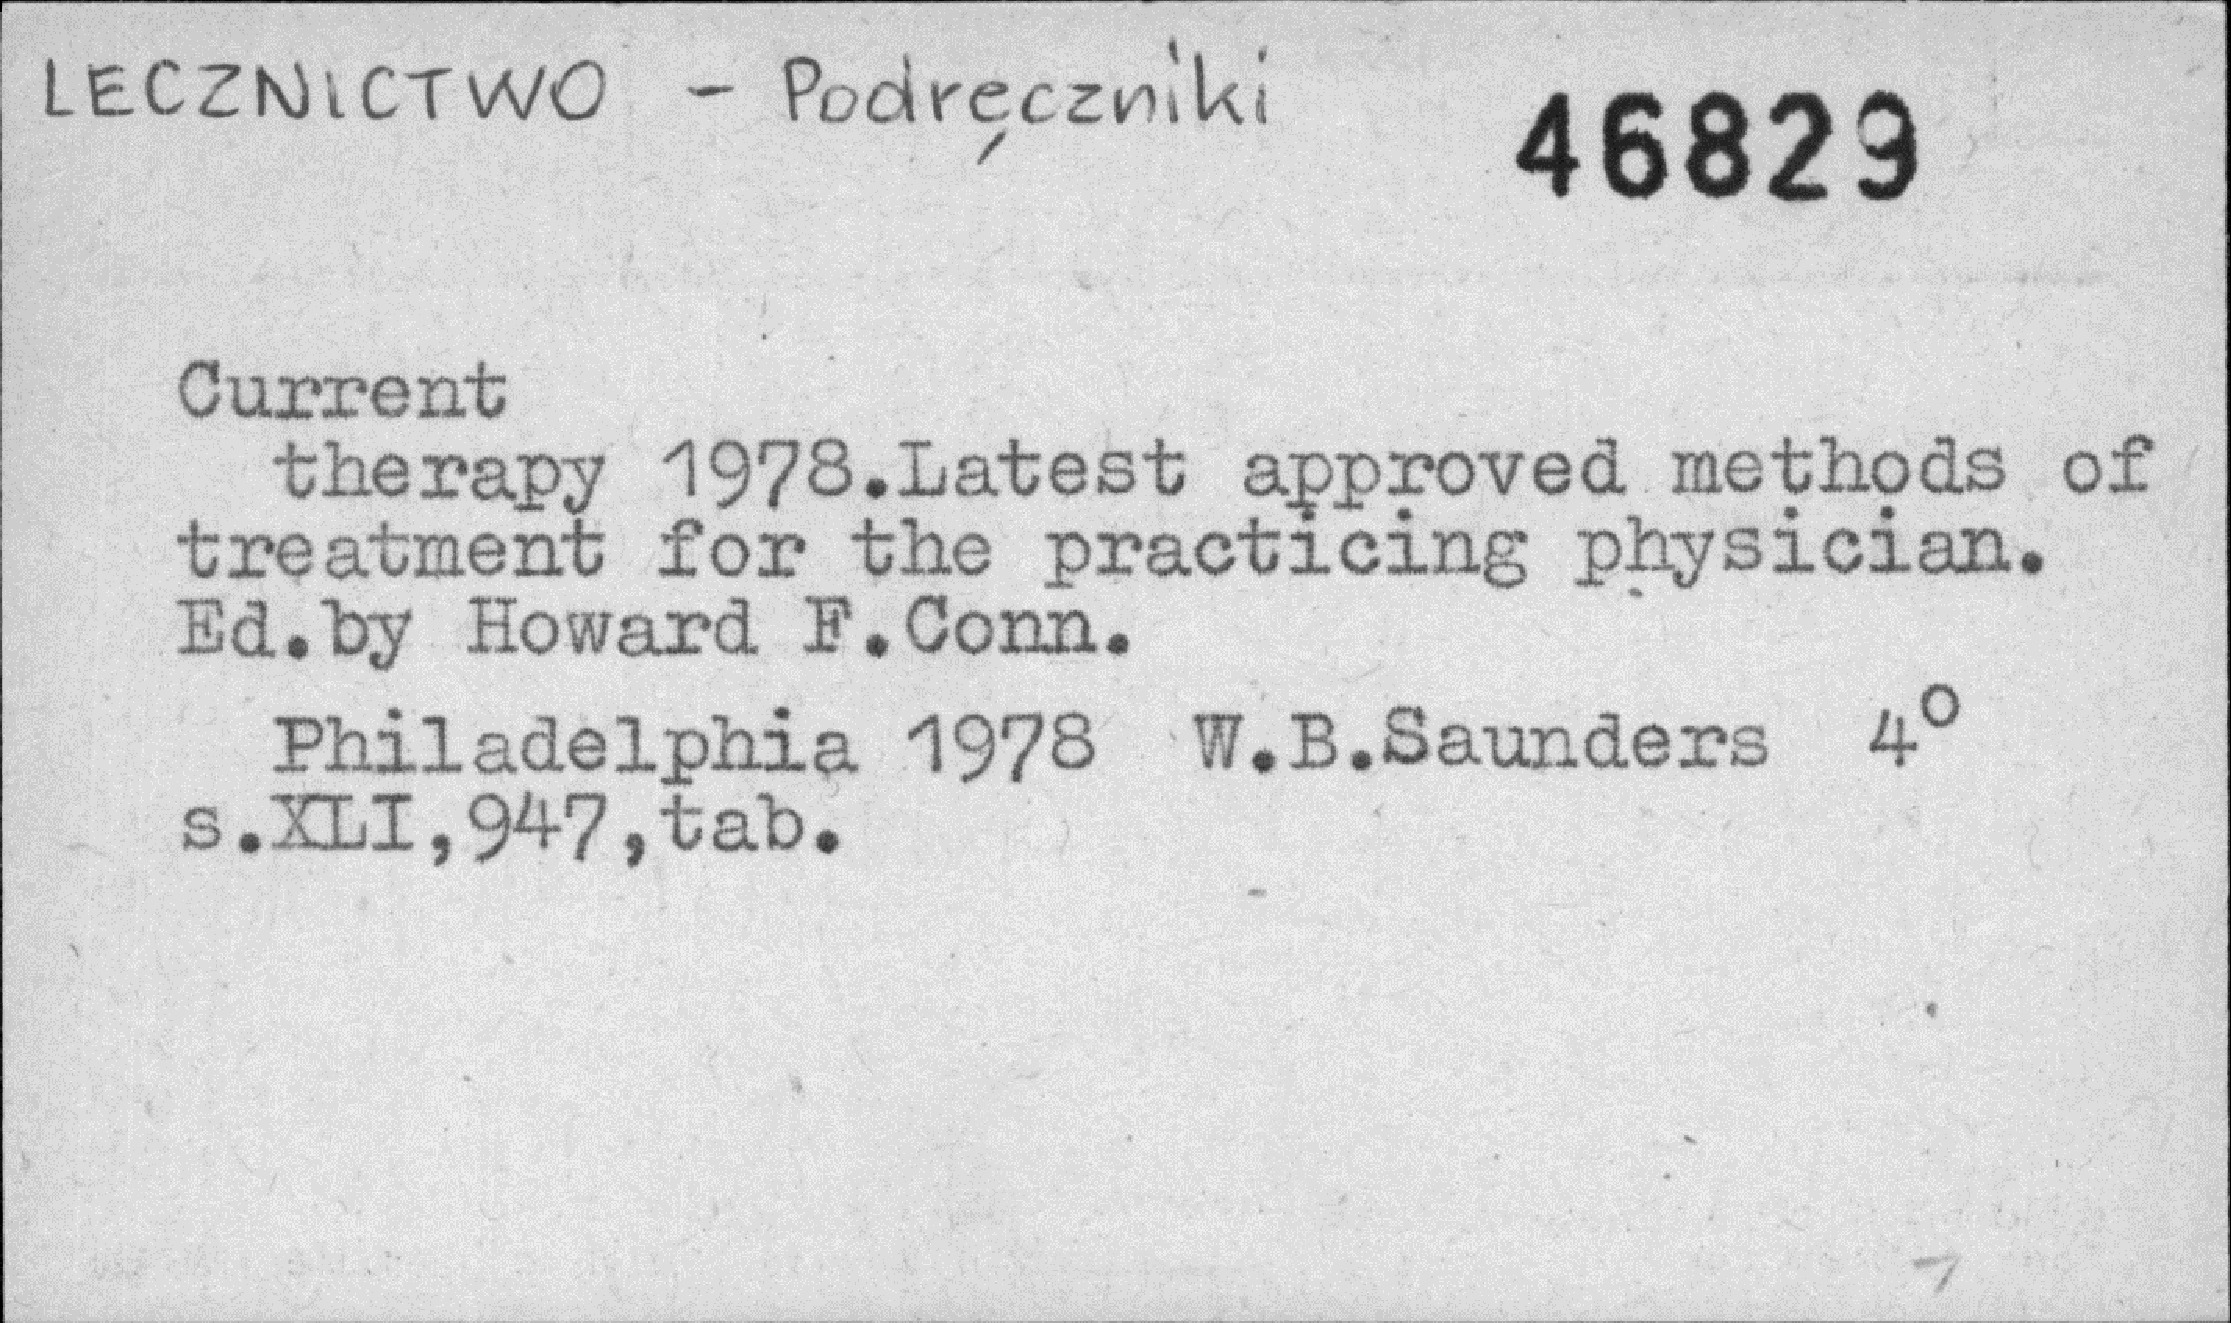 LECZNICTWO - Podręczniki
46829
Current
therapy 1978.Latest approved methods of
treatment for the practicing physician.
Ed.by Howard F.Conn.
Philadelphia 1978 W.B.Saunders 4°
s.XLI,947,tab.